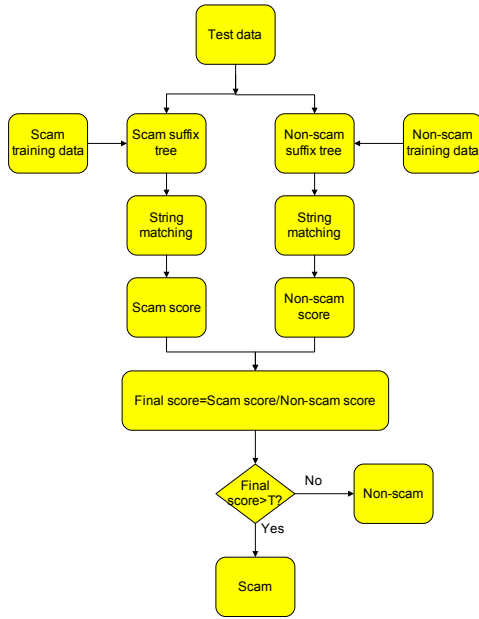 Test data
Scam
training data
Scam suffix
tree
Non-scam
suffix tree
Non-scam
training data
String
matching
String
matching
Scam score
Non-scam
score
Final score=Scam score/Non-scam score
Final
score>T?
No
Non-scam
Yes
Scam